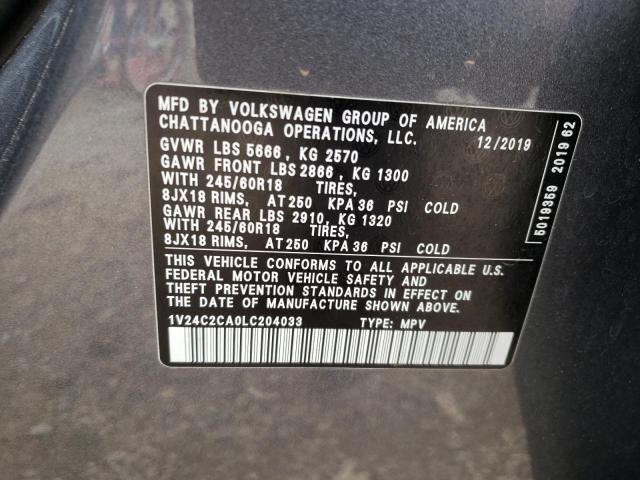 MFD BY VOLKSWAGEN GROUP OF AMERICA
CHATTANOOGA OPERATIONS, LLC. 12/2019
GVWR LBS 5666 , KG 2570
GAWR FRONT LBS 2866 , KG 1300
WITH 245/60R18 TIRES,
8JX18 RIMS, AT 250 KPA 36 PSI COLD
GAWR REAR LBS 2910, KG 1320
WITH 245/60R18 TIRES,
8JX18 RIMS, AT 250 KPA 36 PSI COLD
THIS VEHICLE CONFORMS TO ALL APPLICABLE U.S.
FEDERAL MOTOR VEHICLE SAFETY AND
THEFT PREVENTION STANDARDS IN EFFECT ON
THE DATE OF MANUFACTURE SHOWN ABOVE.
1V24C2CA0LC204033 TYPE: MPV
5019359 2019 62